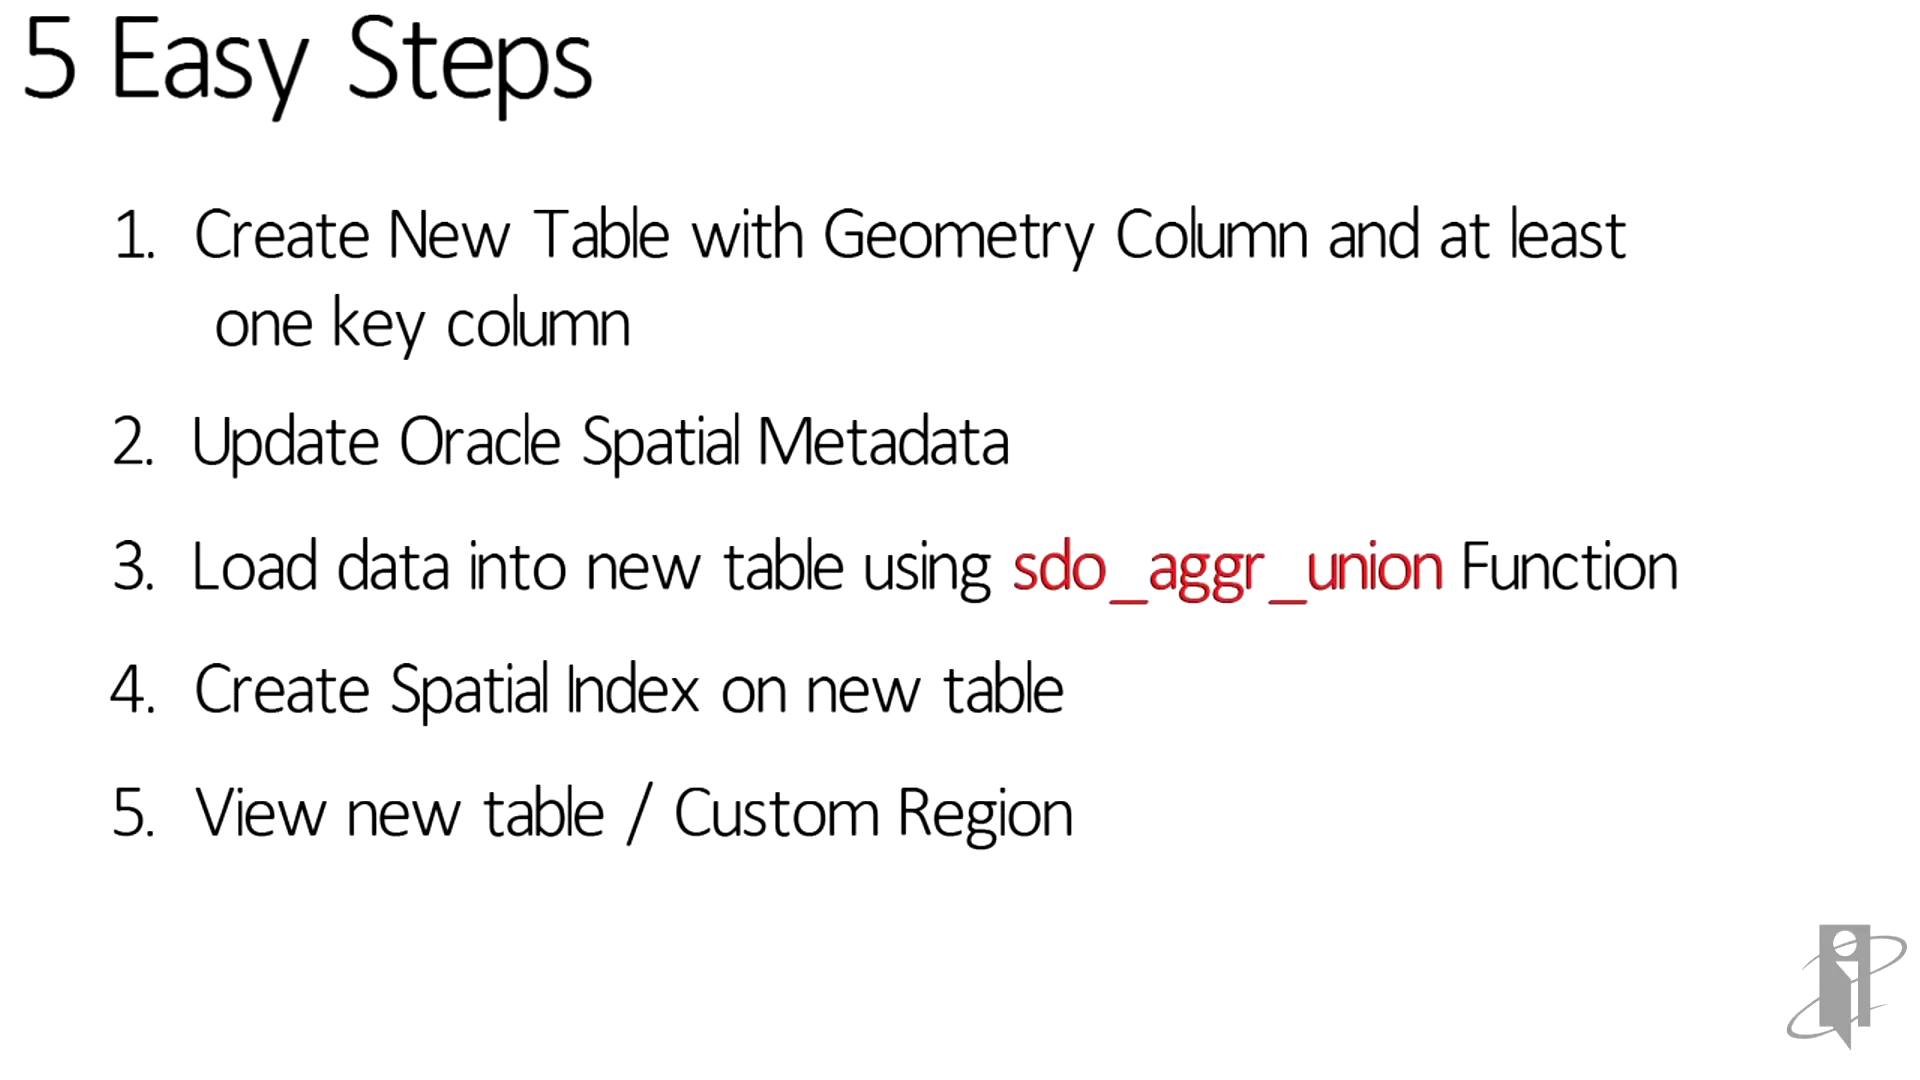 5 Easy Steps
1. Create New Table with Geometry Column and at least
one key column
2. Update Oracle Spatial Metadata
3. Load data into new table using sdo_aggr_union Function
4. Create Spatial Index on new table
5. View new table / Custom Region